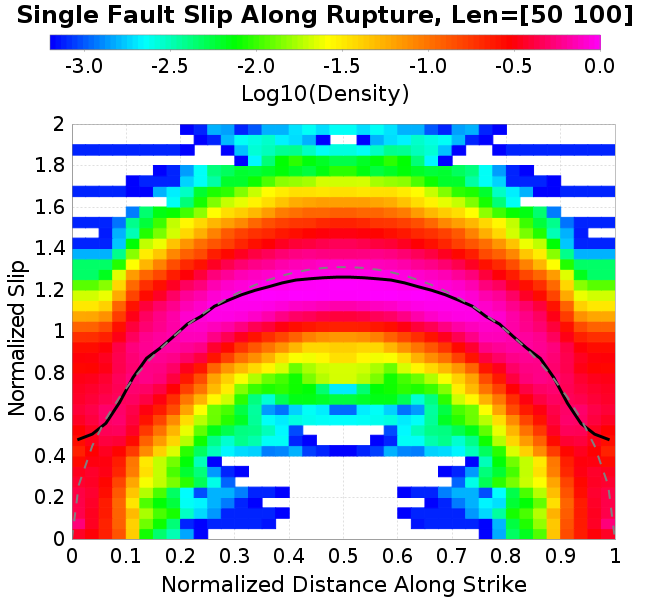 Single Fault Slip Along Rupture, Len=[50 100]
-3.0 -2.5 -2.0 -1.5 -1.0 -0.5 0.0
Log10(Density)
2
1.8
1.6
1.4
1.2
1
0.8
0.6
0.4
0.2
0
Normalized Slip
0 0.1 0.2 0.3 0.4 0.5 0.6 0.7 0.8 0.9 1
Normalized Distance Along Strike